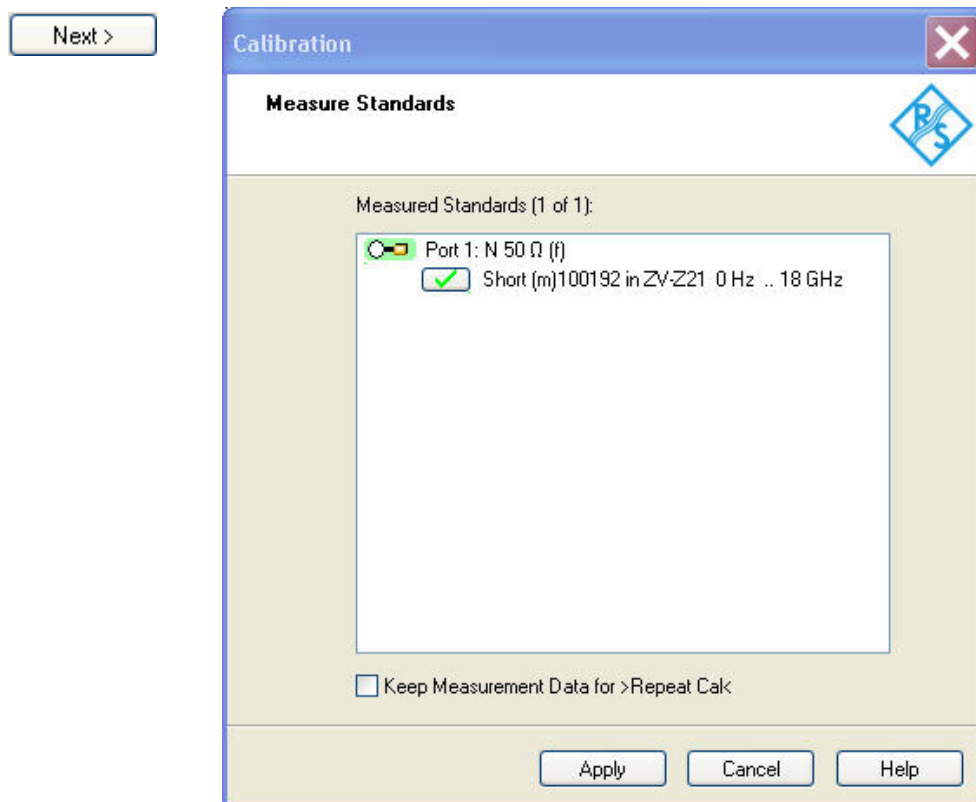 Next >
Calibration
Measure Standards
R S
Measured Standards (1 of 1):
Port 1: N 50 Ω (f)
Short (m)100192 in ZV-Z21 0 Hz .. 18 GHz
Keep Measurement Data for >Repeat Cal<
Apply Cancel Help